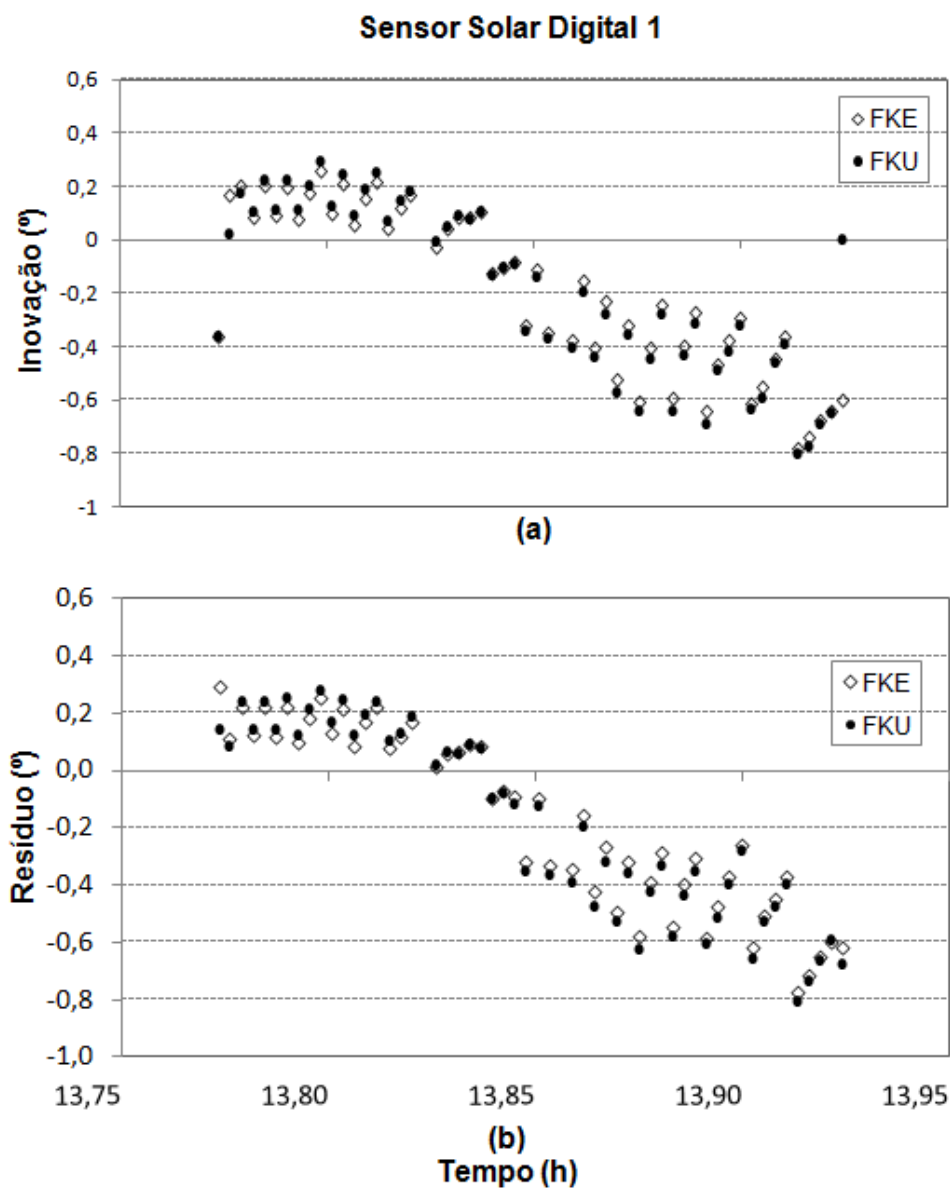 Sensor Solar Digital 1
0,6
0,4
0,2
0
-0,2
-0,4
-0,6
-0,8
-1
Inovação (º)
FKE
FKU
(a)
0,6
0,4
0,2
0,0
-0,2
-0,4
-0,6
-0,8
-1,0
Resíduo (º)
FKE
FKU
13,75 13,80 13,85 13,90 13,95
(b)
Tempo (h)